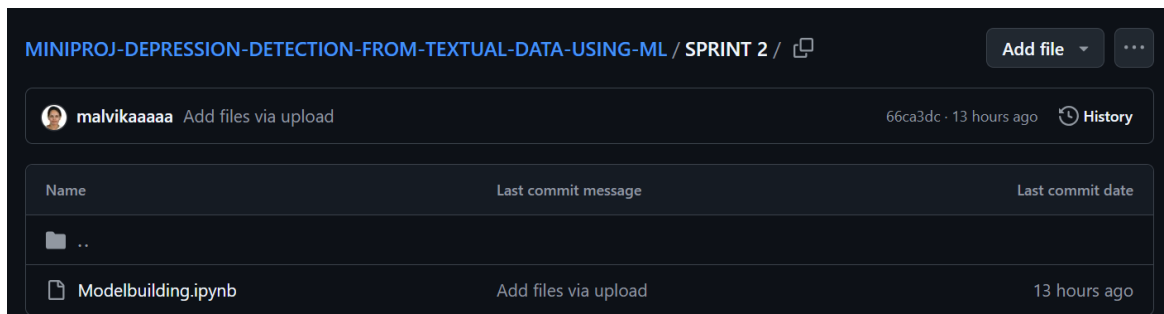 MINIPROJ-DEPRESSION-DETECTION-FROM-TEXTUAL-DATA-USING-ML / SPRINT 2 / Add file ...
malvikaaaaa Add files via upload 66ca3dc · 13 hours ago History
Name Last commit message Last commit date
..
Modelbuilding.ipynb Add files via upload 13 hours ago